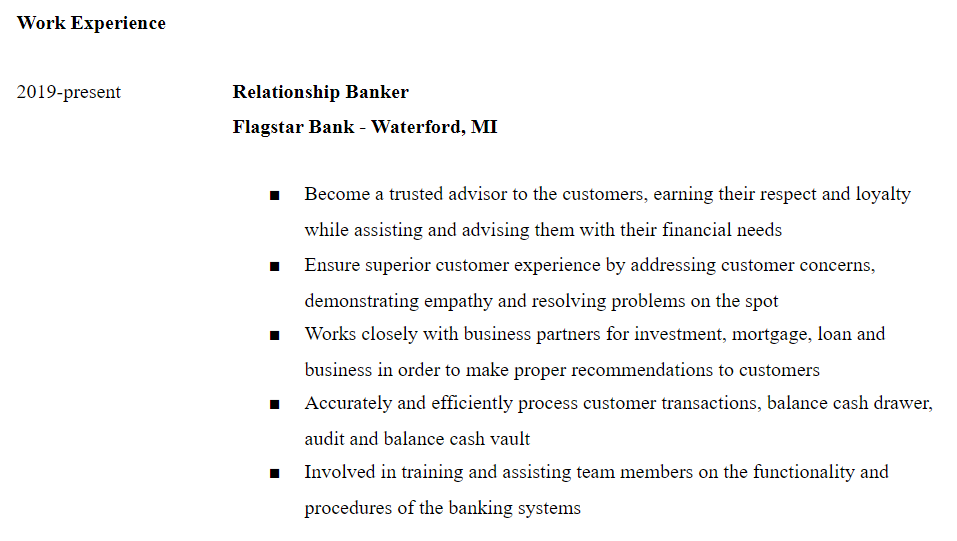 Work Experience
2019-present
Relationship Banker
Flagstar Bank - Waterford, MI
■ Become a trusted advisor to the customers, earning their respect and loyalty
while assisting and advising them with their financial needs
■ Ensure superior customer experience by addressing customer concerns,
demonstrating empathy and resolving problems on the spot
■ Works closely with business partners for investment, mortgage, loan and
business in order to make proper recommendations to customers
■ Accurately and efficiently process customer transactions, balance cash drawer,
audit and balance cash vault
■ Involved in training and assisting team members on the functionality and
procedures of the banking systems